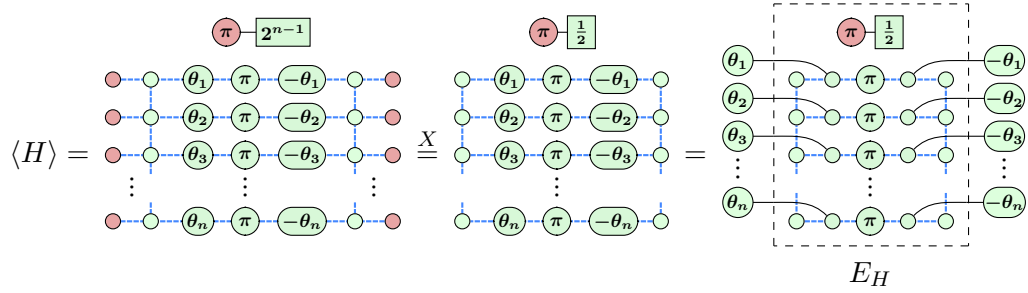 π 2^{n-1} π 1/2 π 1/2
θ₁ π −θ₁ θ₁ π −θ₁ θ₁ π −θ₁
θ₂ π −θ₂ θ₂ π −θ₂ θ₂ π −θ₂
⟨H⟩ = θ₃ π −θ₃ X = θ₃ π −θ₃ = θ₃ π −θ₃
⋮ ⋮ ⋮ ⋮ ⋮ ⋮ ⋮
θₙ π −θₙ θₙ π −θₙ θₙ π −θₙ
E_H